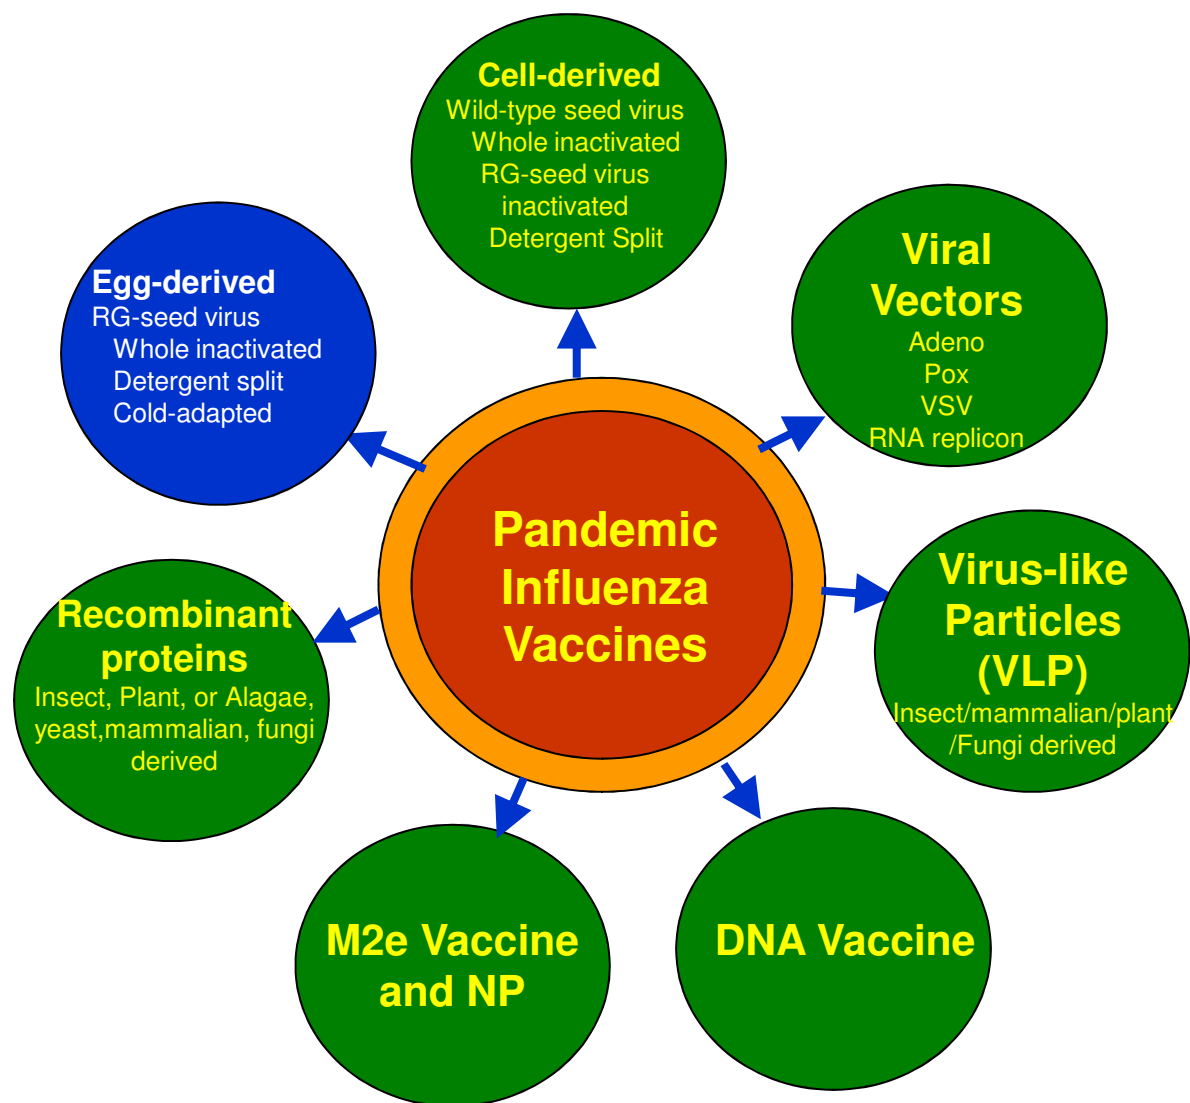 Cell-derived
Wild-type seed virus
Whole inactivated
RG-seed virus
inactivated
Detergent Split
Viral
Vectors
Adeno
Pox
VSV
RNA replicon
Egg-derived
RG-seed virus
Whole inactivated
Detergent split
Cold-adapted
Pandemic
Influenza
Vaccines
Virus-like
Particles
(VLP)
Insect/mammalian/plant
/Fungi derived
Recombinant
proteins
Insect, Plant, or Alagae,
yeast,mammalian, fungi
derived
M2e Vaccine
and NP
DNA Vaccine